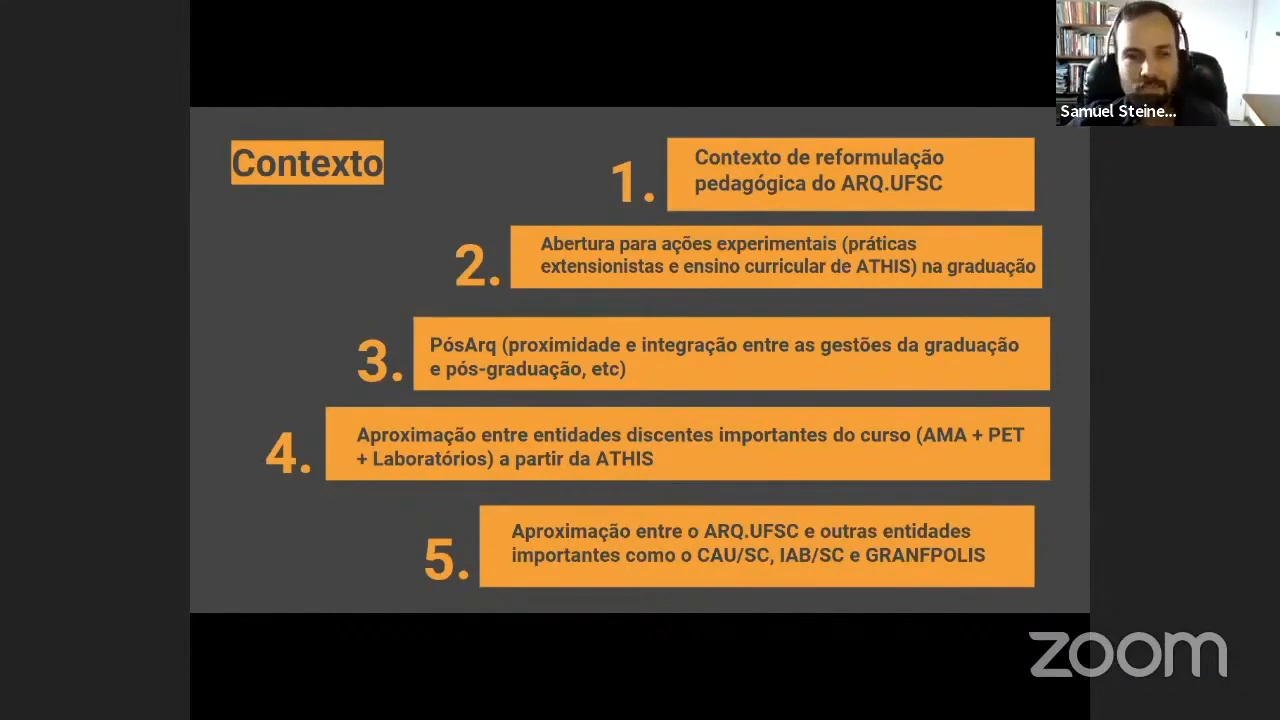 Samuel Steine...
Contexto
1.
Contexto de reformulação
pedagógica do ARQ.UFSC
2.
Abertura para ações experimentais (práticas
extensionistas e ensino curricular de ATHIS) na graduação
3.
PósArq (proximidade e integração entre as gestões da graduação
e pós-graduação, etc)
4.
Aproximação entre entidades discentes importantes do curso (AMA + PET
+ Laboratórios) a partir da ATHIS
5.
Aproximação entre o ARQ.UFSC e outras entidades
importantes como o CAU/SC, IAB/SC e GRANFPOLIS
zoom